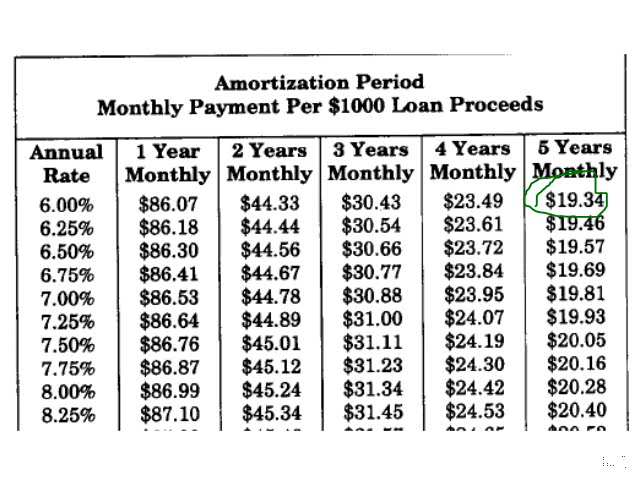 Amortization Period
Monthly Payment Per $1000 Loan Proceeds
Annual Rate 1 Year Monthly 2 Years Monthly 3 Years Monthly 4 Years Monthly 5 Years Monthly
6.00% $86.07 $44.33 $30.43 $23.49 $19.34
6.25% $86.18 $44.44 $30.54 $23.61 $19.46
6.50% $86.30 $44.56 $30.66 $23.72 $19.57
6.75% $86.41 $44.67 $30.77 $23.84 $19.69
7.00% $86.53 $44.78 $30.88 $23.95 $19.81
7.25% $86.64 $44.89 $31.00 $24.07 $19.93
7.50% $86.76 $45.01 $31.11 $24.19 $20.05
7.75% $86.87 $45.12 $31.23 $24.30 $20.16
8.00% $86.99 $45.24 $31.34 $24.42 $20.28
8.25% $87.10 $45.34 $31.45 $24.53 $20.40